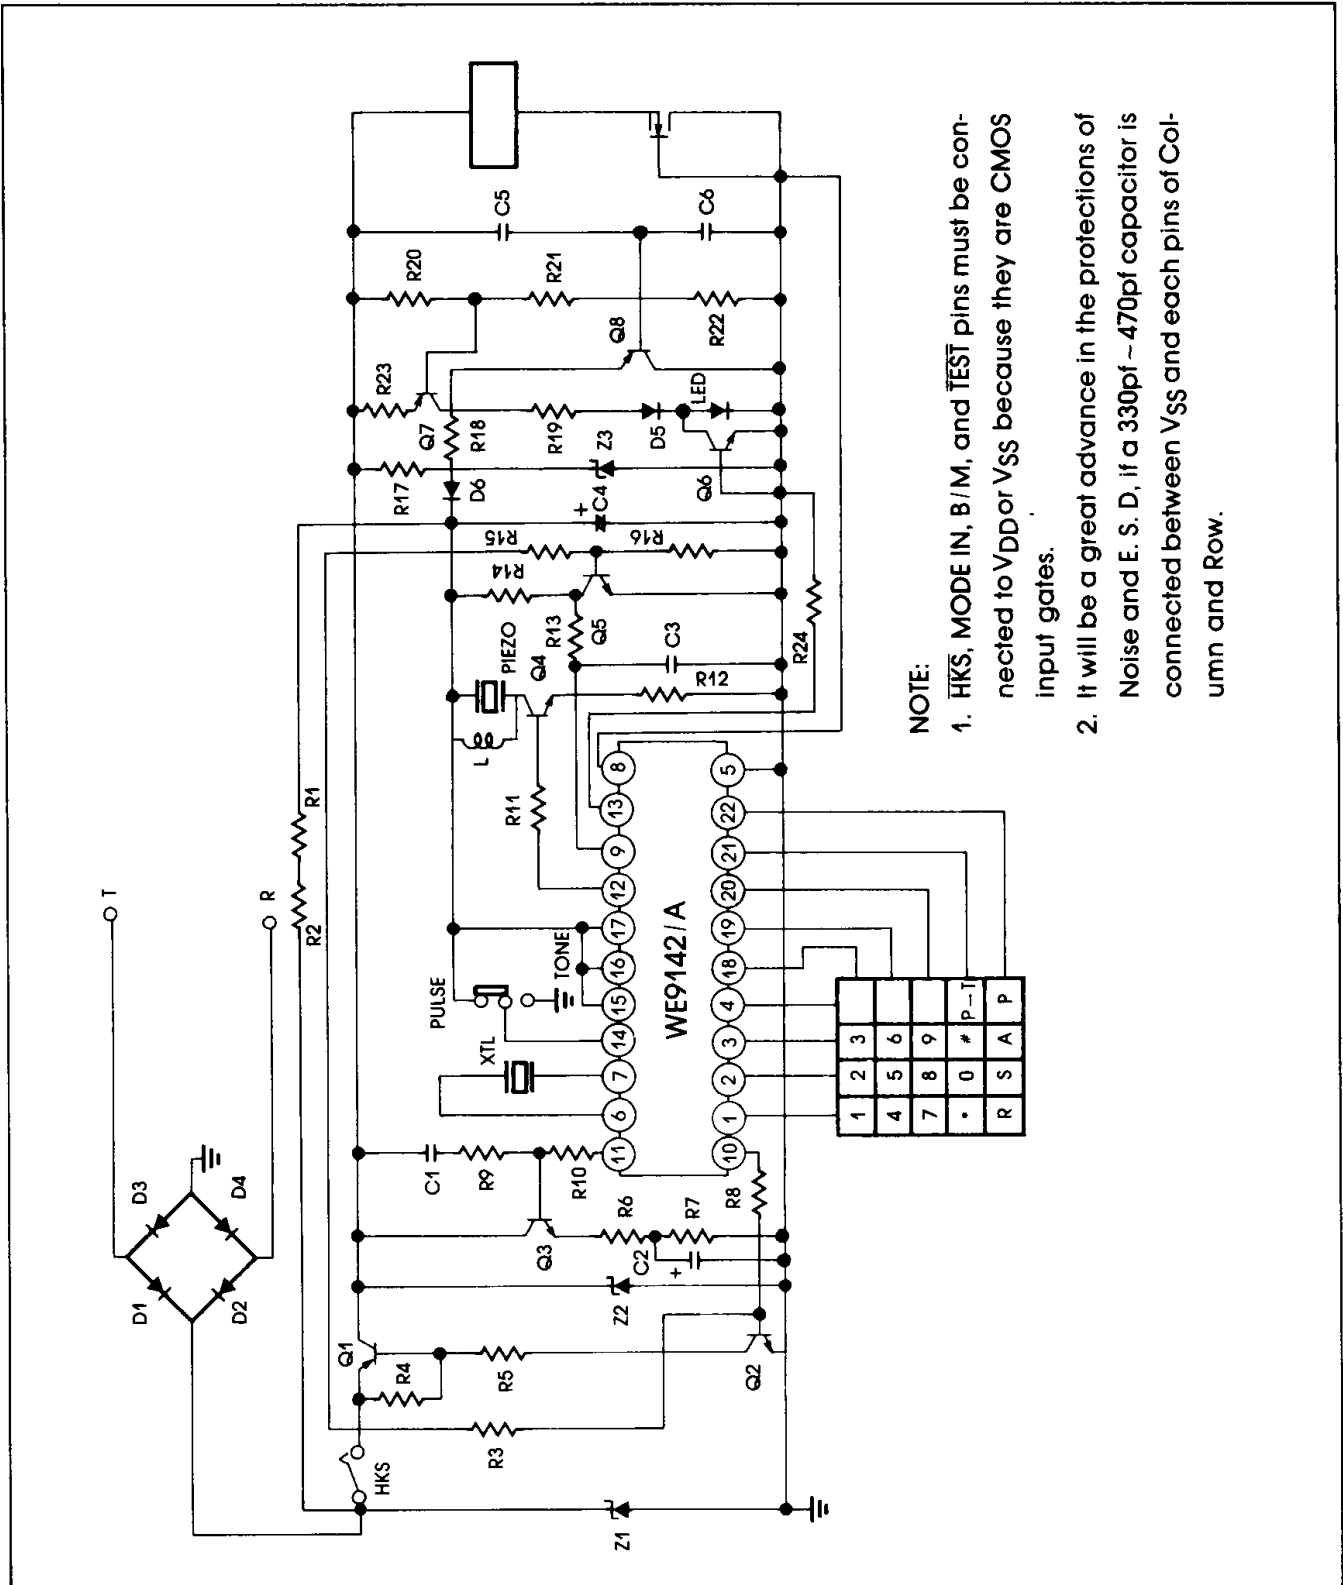 T
R
D1
D3
D2
D4
R2
R1
HKS
Q1
R4
R5
R3
Z1
Q2
Z2
C1
R9
Q3
R10
R6
C2
+
R7
R8
XTL
PULSE
TONE
L
PIEZO
R11
Q4
R13
R12
C3
Q5
R14
R15
R16
R17
D6
R18
Z3
+
C4
Q7
R23
R19
D5
LED
Q6
R24
Q8
R20
R21
R22
C5
C6
11
6
7
14
15
16
17
12
9
13
8
WE9142/A
10
1
2
3
4
18
19
20
21
22
5
1 2 3
4 5 6
7 8 9
* 0 # P-T
R S A P
NOTE:
1. HKS, MODE IN, B/M, and TEST pins must be con-
nected to VDD or VSS because they are CMOS
input gates.
2. It will be a great advance in the protections of
Noise and E. S. D, if a 330pf ~ 470pf capacitor is
connected between VSS and each pins of Col-
umn and Row.